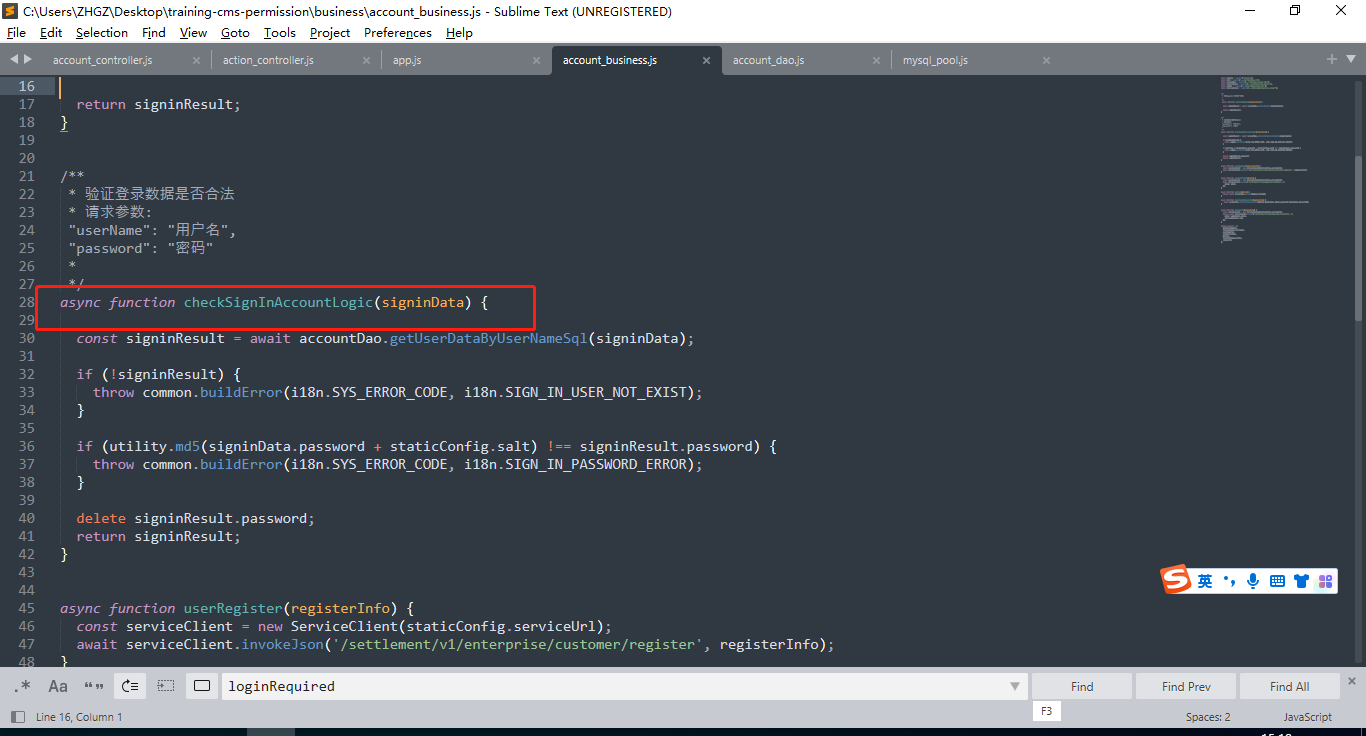 C:\Users\ZHGZ\Desktop\training-cms-permission\business\account_business.js - Sublime Text (UNREGISTERED)
File Edit Selection Find View Goto Tools Project Preferences Help
account_controller.js × action_controller.js × app.js × account_business.js × account_dao.js × mysql_pool.js ×
16
17 return signinResult;
18 }
19
20
21 /**
22 * 验证登录数据是否合法
23 * 请求参数:
24 "userName": "用户名",
25 "password": "密码"
26 *
27 */
28 async function checkSignInAccountLogic(signinData) {
29
30 const signinResult = await accountDao.getUserDataByUserNameSql(signinData);
31
32 if (!signinResult) {
33 throw common.buildError(i18n.SYS_ERROR_CODE, i18n.SIGN_IN_USER_NOT_EXIST);
34 }
35
36 if (utility.md5(signinData.password + staticConfig.salt) !== signinResult.password) {
37 throw common.buildError(i18n.SYS_ERROR_CODE, i18n.SIGN_IN_PASSWORD_ERROR);
38 }
39
40 delete signinResult.password;
41 return signinResult;
42 }
43
44
45 async function userRegister(registerInfo) {
46 const serviceClient = new ServiceClient(staticConfig.serviceUrl);
47 await serviceClient.invokeJson('/settlement/v1/enterprise/customer/register', registerInfo);
48 }
英
.* Aa “” loginRequired Find Find Prev Find All
F3
Line 16, Column 1 Spaces: 2 JavaScript